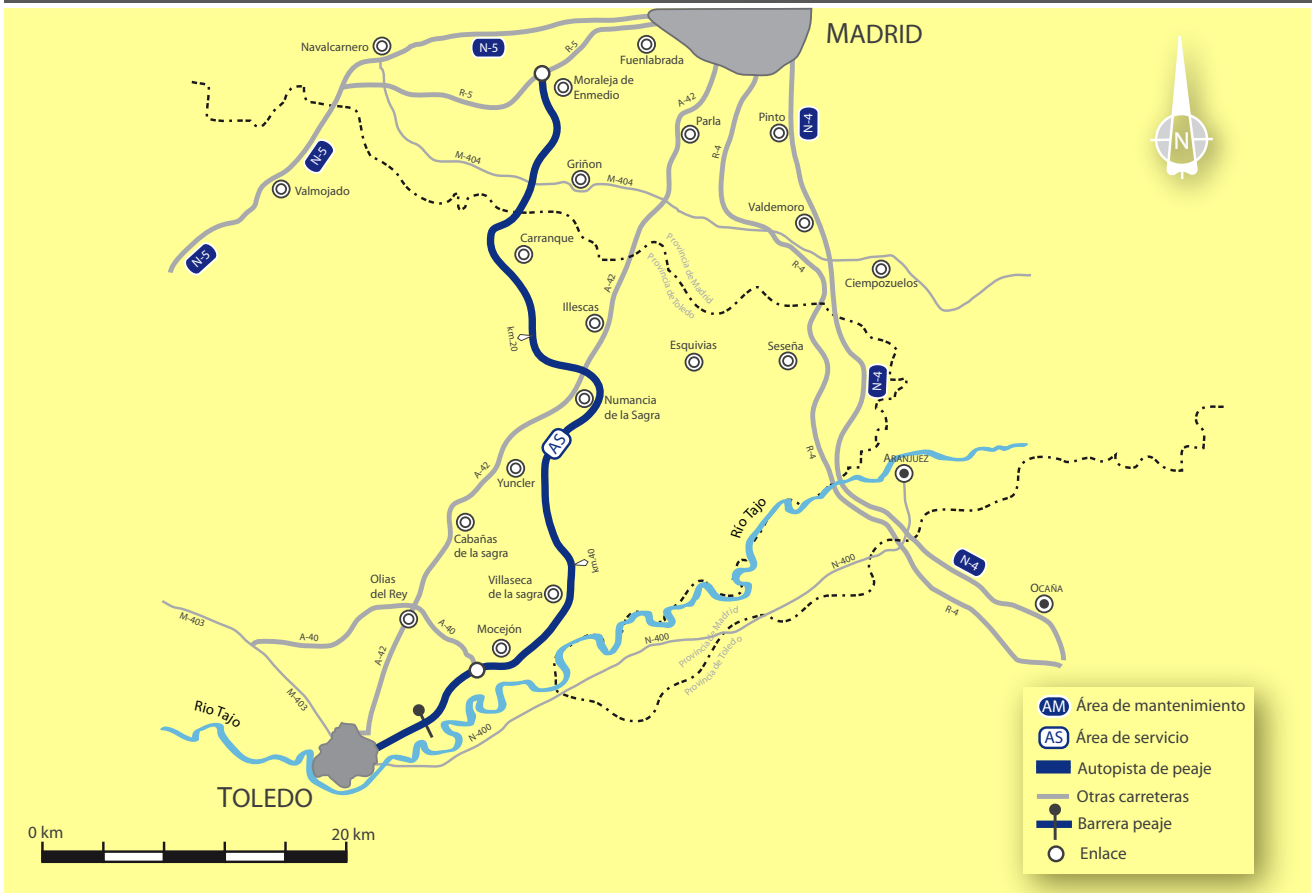 MADRID
Navalcarnero
N-5
R-5
Fuenlabrada
Moraleja de
Enmedio
R-5
A-42
Parla
Pinto
N-4
N
N-5
R-4
M-404
Griñon
M-404
Valmojado
Valdemoro
N-5
Carranque
Provincia de Madrid
Provincia de Toledo
R-4
Ciempozuelos
A-42
Illescas
km.20
Esquivias
Seseña
N-4
Numancia
de la Sagra
AS
R-4
ARANJUEZ
A-42
Yuncler
Río Tajo
Cabañas
de la sagra
km.40
N-400
N-4
Olias
del Rey
Villaseca
de la sagra
OCAÑA
R-4
M-403
A-40
A-40
Mocejón
N-400
Provincia de Madrid
Provincia de Toledo
A-42
M-403
Rio Tajo
N-400
TOLEDO
AM Área de mantenimiento
AS Área de servicio
Autopista de peaje
Otras carreteras
Barrera peaje
Enlace
0 km
20 km